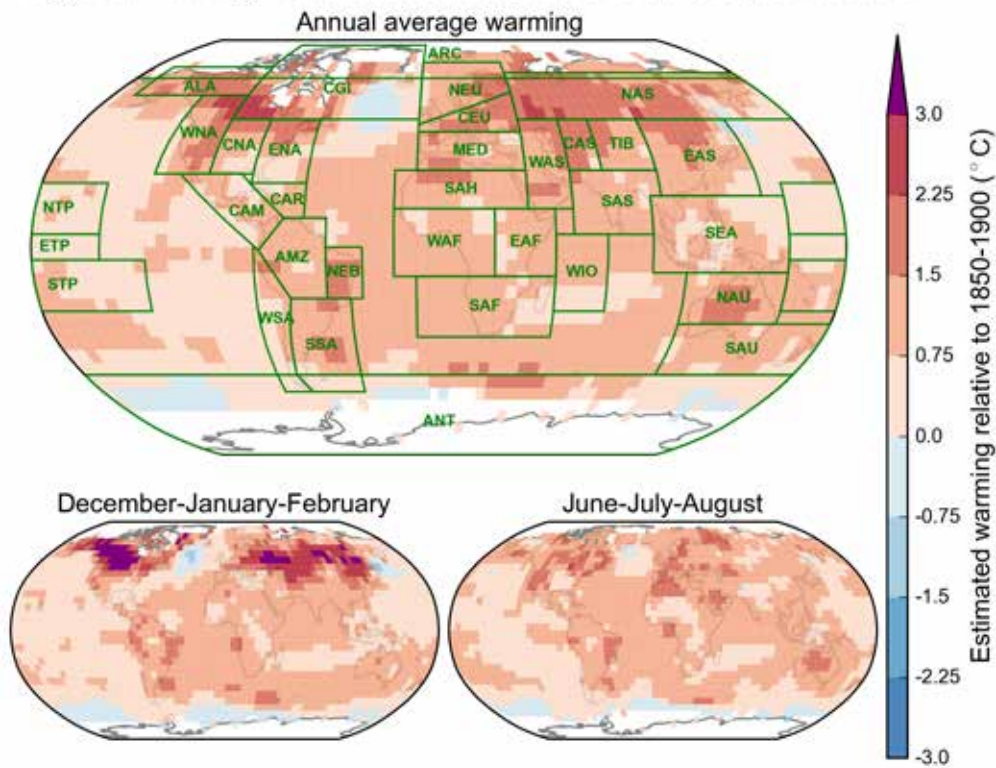 Annual average warming
ARC
ALA
CGI
NEU
NAS
CEU
WNA
CNA
ENA
MED
WAS
CAS
TIB
EAS
SAH
CAM
CAR
SAS
NTP
WAF
EAF
SEA
ETP
AMZ
NEB
WIO
STP
SAF
NAU
WSA
SSA
SAU
ANT
3.0
2.25
1.5
0.75
0.0
-0.75
-1.5
-2.25
-3.0
Estimated warming relative to 1850-1900 (°C)
December-January-February
June-July-August